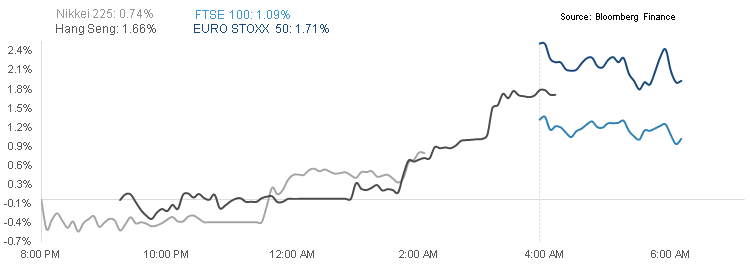 Nikkei 225: 0.74%
FTSE 100: 1.09%
Source: Bloomberg Finance
Hang Seng: 1.66%
EURO STOXX 50: 1.71%
2.4%
2.1%
1.8%
1.5%
1.2%
0.9%
0.6%
0.3%
-0.1%
-0.4%
-0.7%
8:00 PM
10:00 PM
12:00 AM
2:00 AM
4:00 AM
6:00 AM